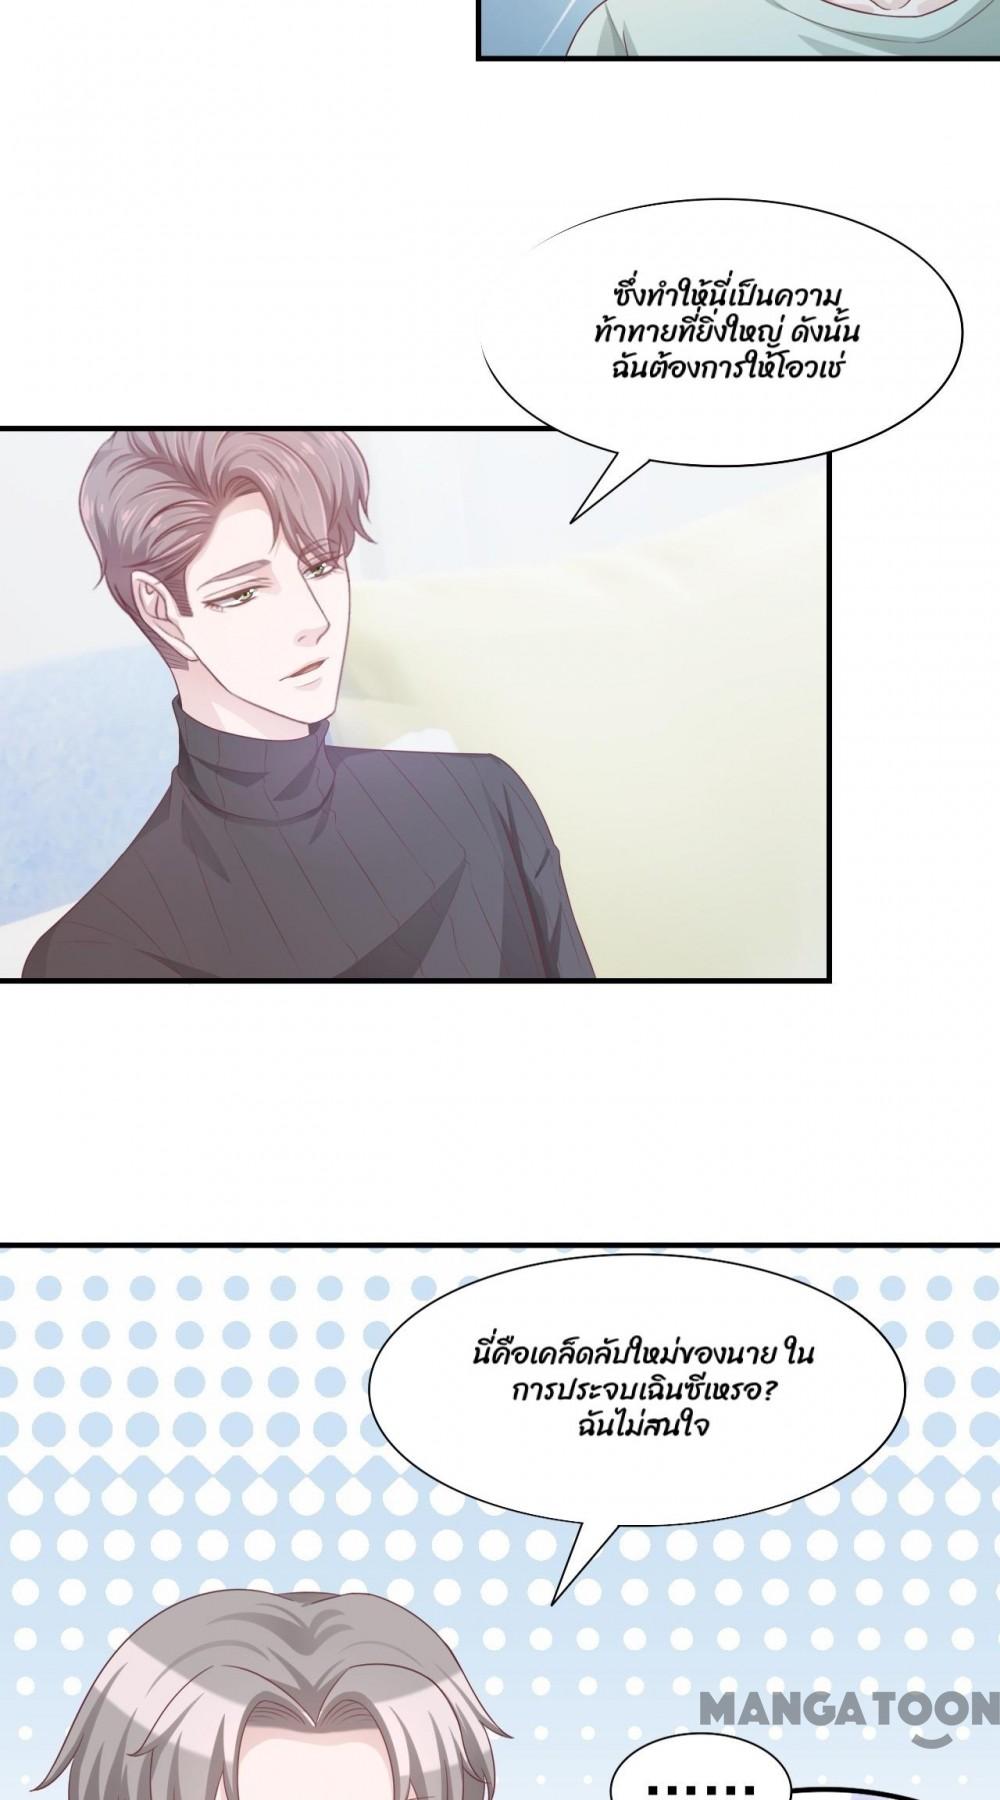 ซึ่งทำให้นี่เป็นความ
ท้าทายที่ยิ่งใหญ่ ดังนั้น
ฉันต้องการให้โอวเช่
นี่คือเคล็ดลับใหม่ของนาย ใน
การประจบเฉินซีเหรอ?
ฉันไม่สนใจ
MANGATOON
......